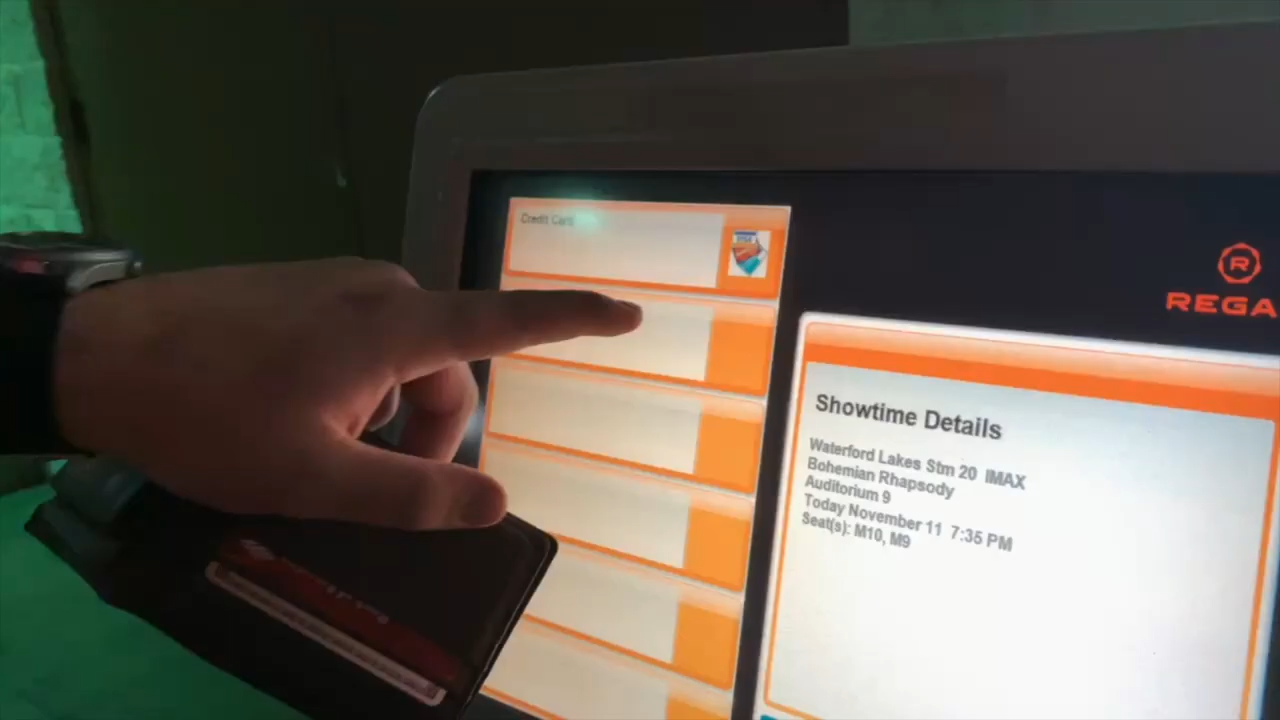 Credit Card
R
REGA
Showtime Details
Waterford Lakes Stm 20 IMAX
Bohemian Rhapsody
Auditorium 9
Today November 11 7:35 PM
Seat(s): M10, M9